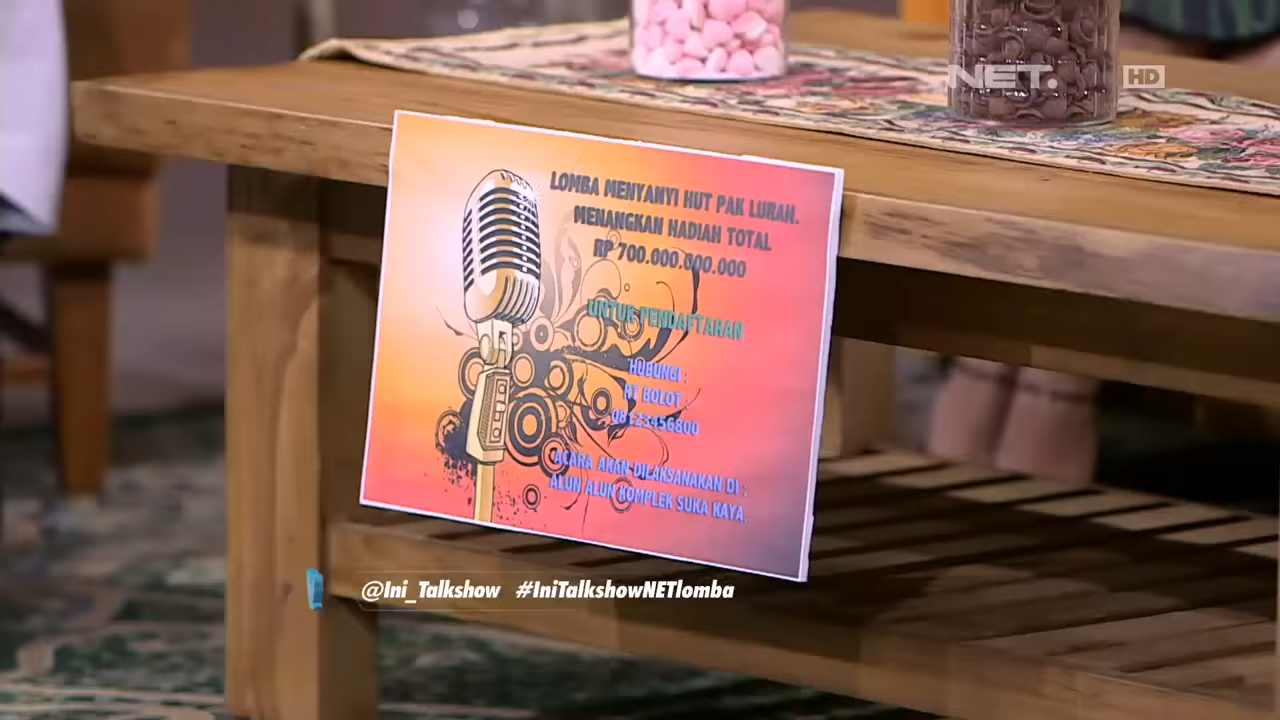 NET. HD
LOMBA MENYANYI HUT PAK LURAH.
MENANGKAN HADIAH TOTAL
RP 700.000.000.000
UNTUK PENDAFTARAN
HUBUNGI :
RT BOLOT
08123456800
ACARA AKAN DILAKSANAKAN DI :
ALUN ALUN KOMPLEK SUKA KAYA.
@Ini_Talkshow #IniTalkshowNETlomba